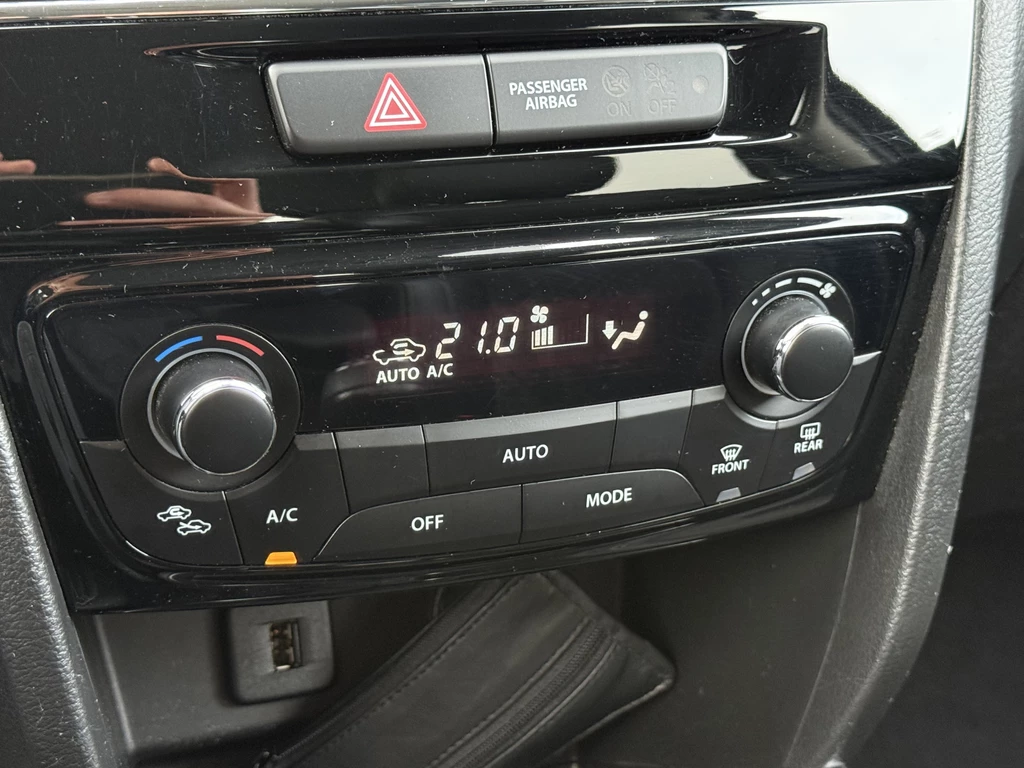 PASSENGER
AIRBAG
ON
OFF
21.0
AUTO A/C
AUTO
A/C
OFF
MODE
FRONT
REAR